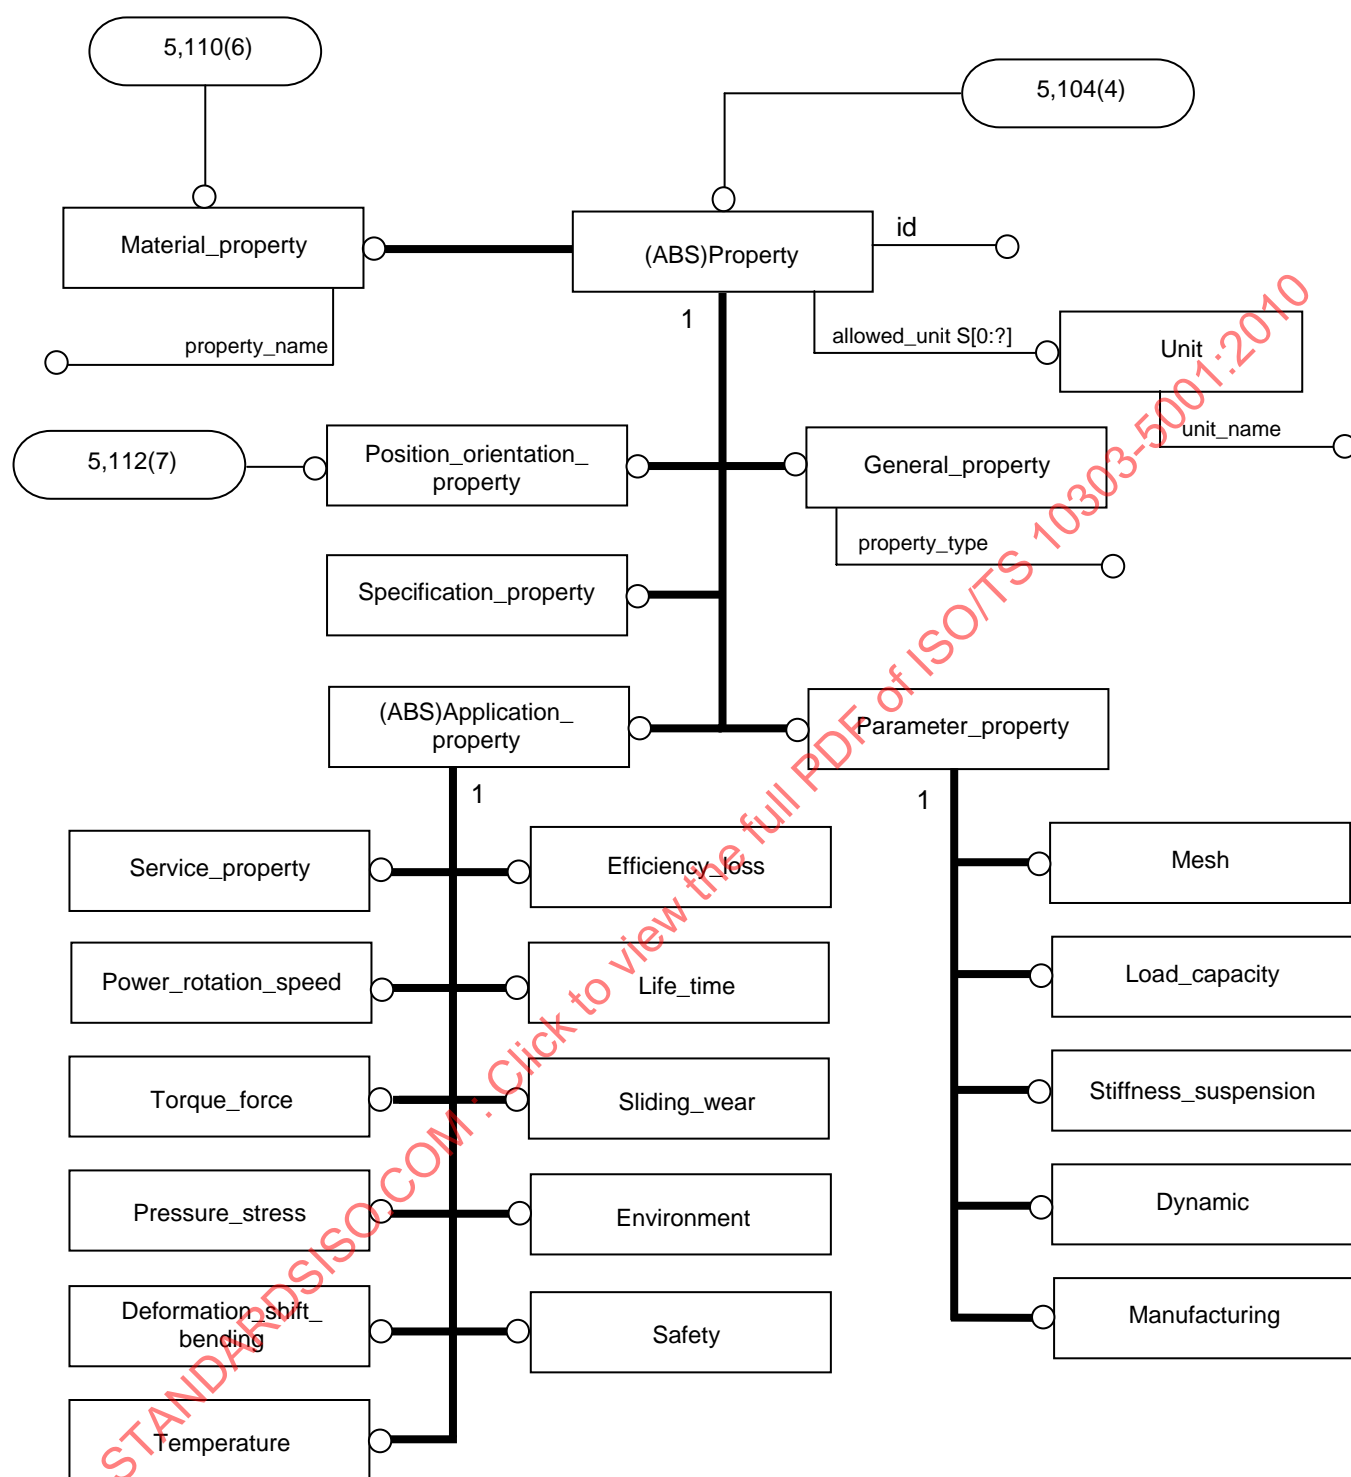 5,110(6)
5,104(4)
Material_property
(ABS)Property
id
1
property_name
allowed_unit S[0:?]
Unit
unit_name
5,112(7)
Position_orientation_
property
General_property
property_type
Specification_property
(ABS)Application_
property
Parameter_property
1
1
Service_property
Efficiency_loss
Mesh
Power_rotation_speed
Life_time
Load_capacity
Torque_force
Sliding_wear
Stiffness_suspension
Pressure_stress
Environment
Dynamic
Deformation_shift_
bending
Safety
Manufacturing
Temperature
STANDARDSISO.COM : Click to view the full PDF of ISO/TS 10303-5001:2010